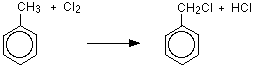 CH3 + Cl2
CH2Cl + HCl